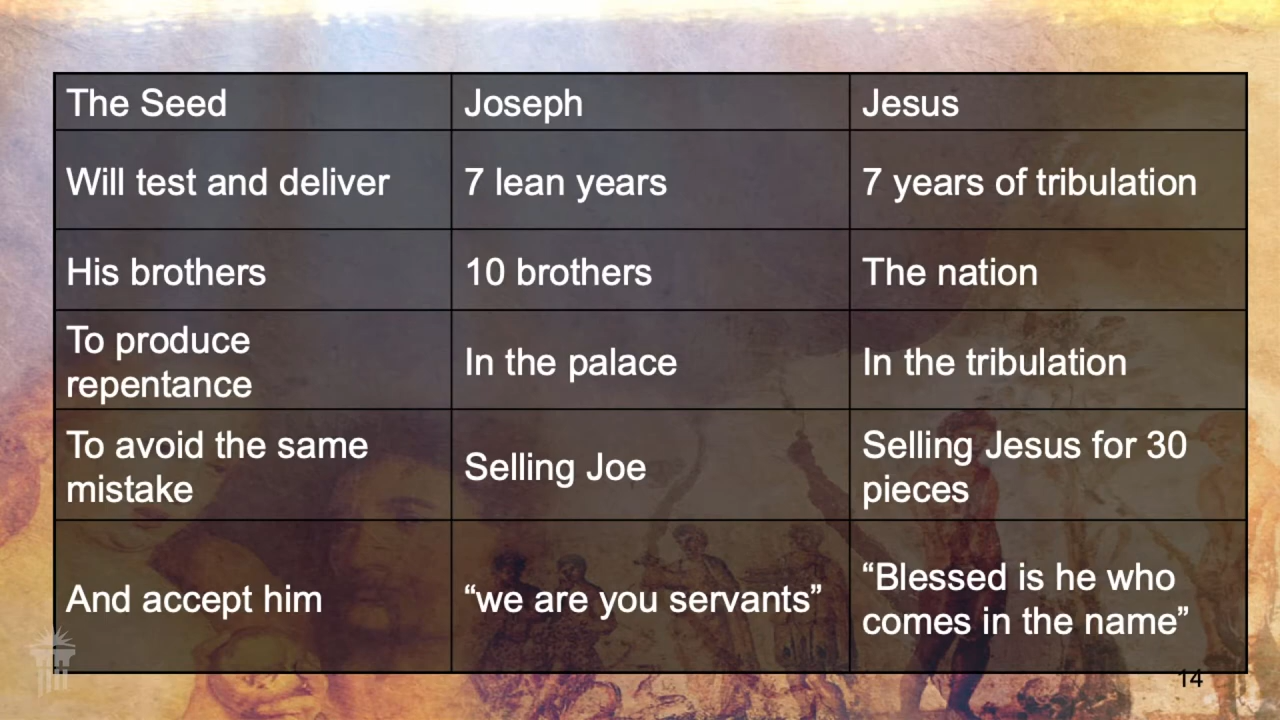 The Seed
Joseph
Jesus
Will test and deliver
7 lean years
7 years of tribulation
His brothers
10 brothers
The nation
To produce
repentance
In the palace
In the tribulation
To avoid the same
mistake
Selling Joe
Selling Jesus for 30
pieces
And accept him
“we are you servants”
“Blessed is he who
comes in the name”
14